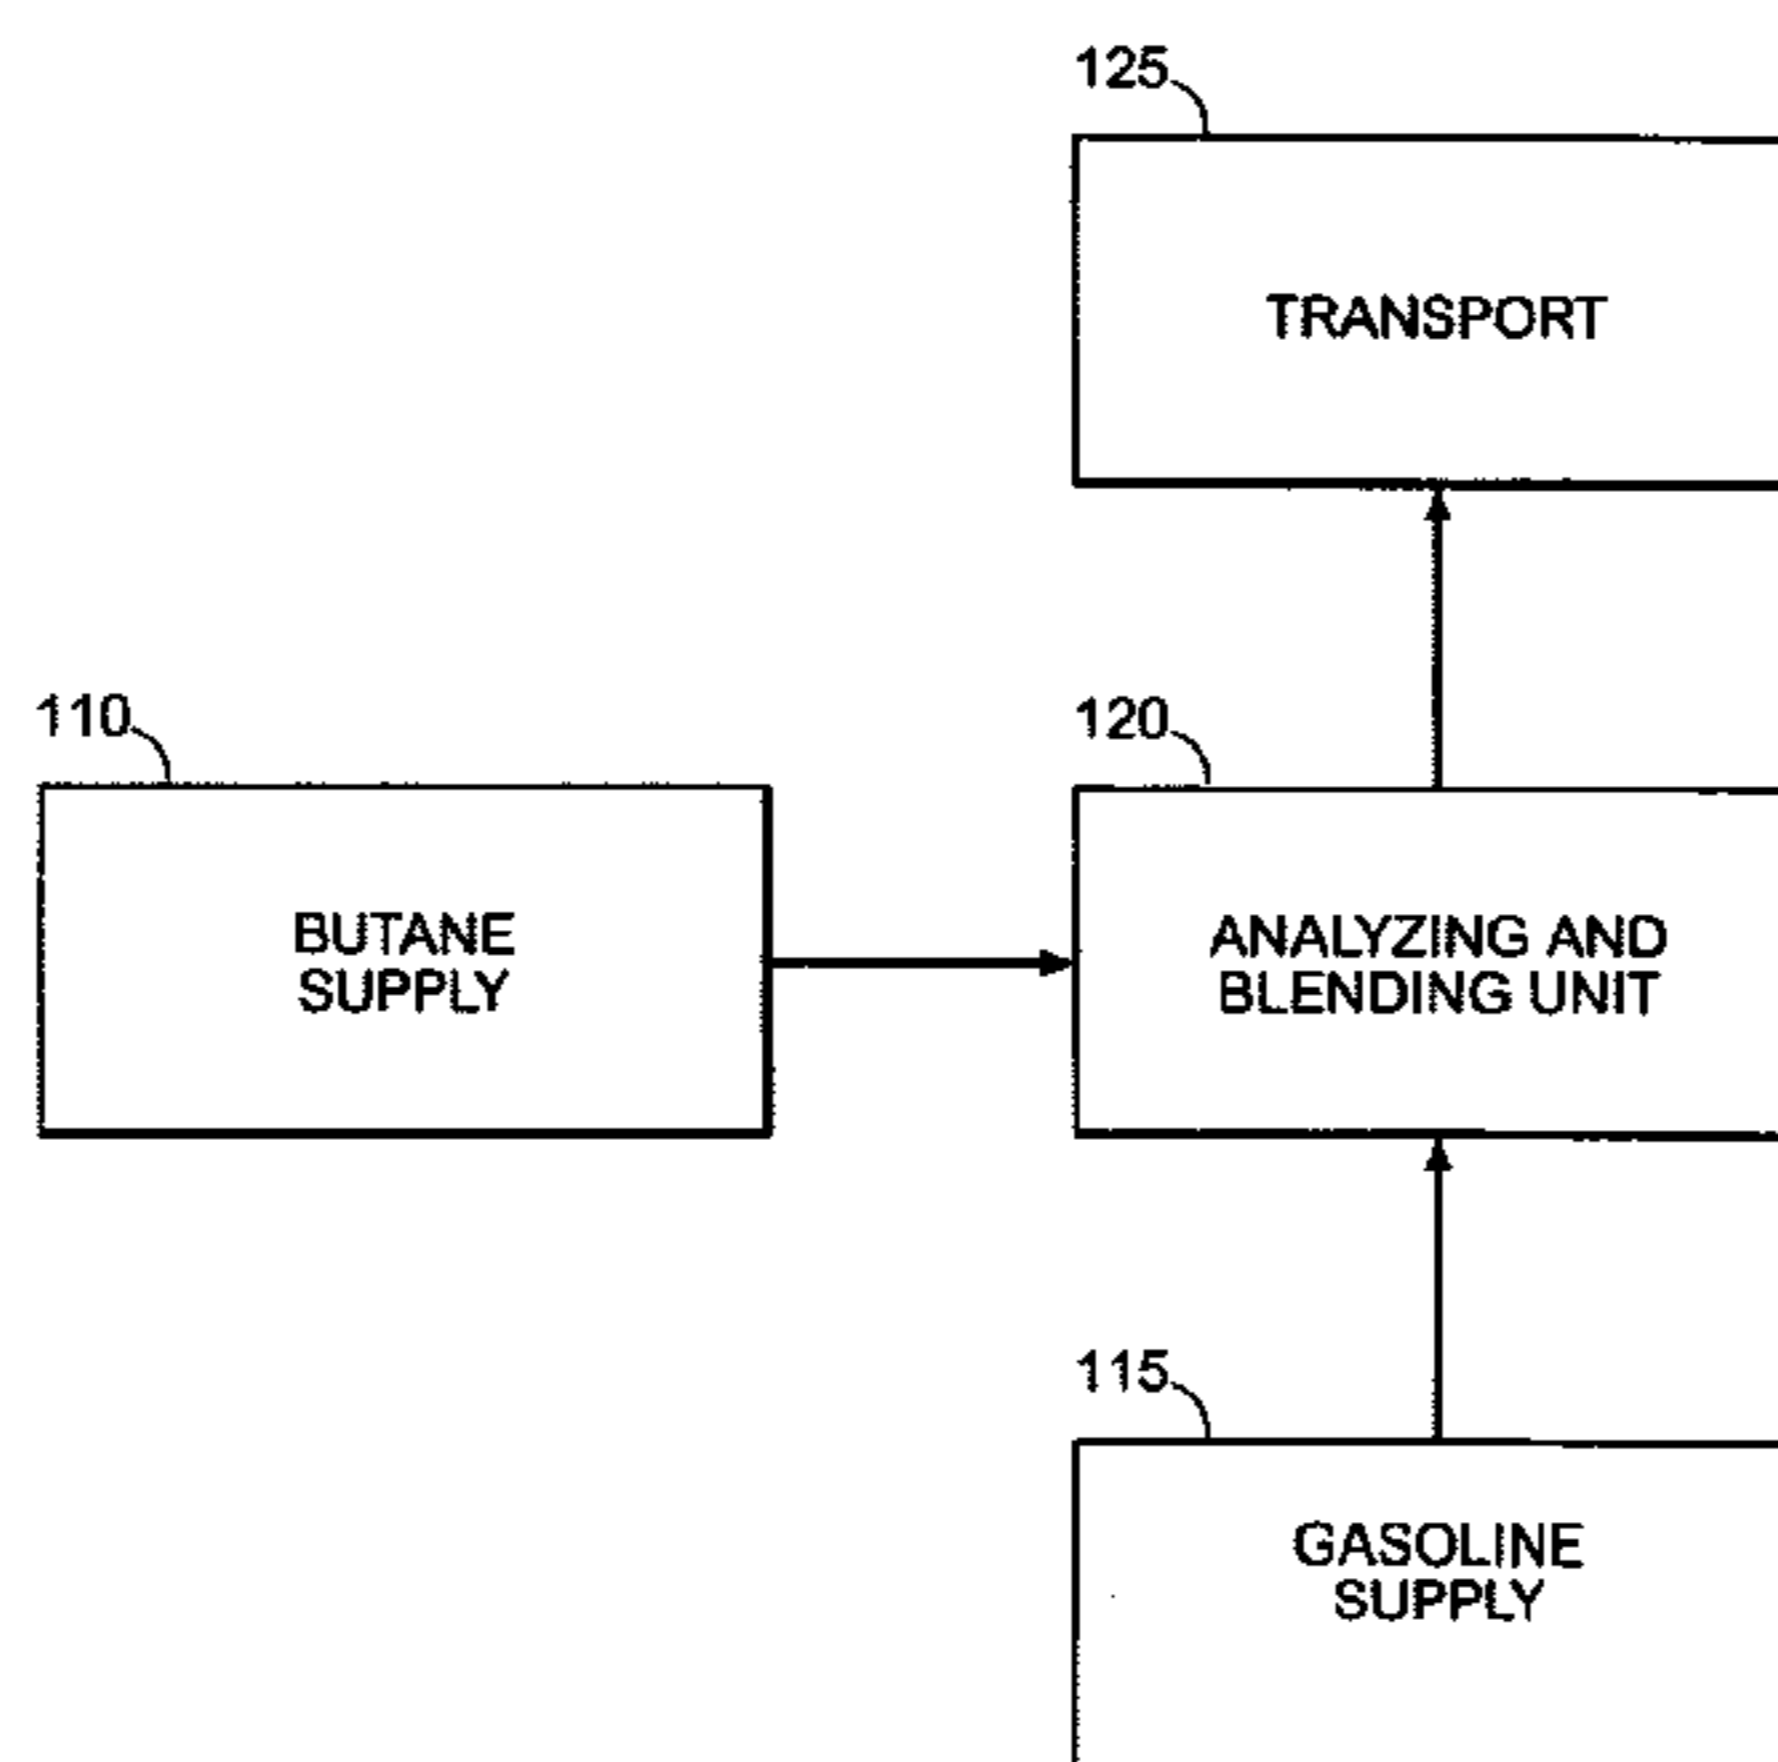 125
TRANSPORT
110
120
BUTANE
SUPPLY
ANALYZING AND
BLENDING UNIT
115
GASOLINE
SUPPLY